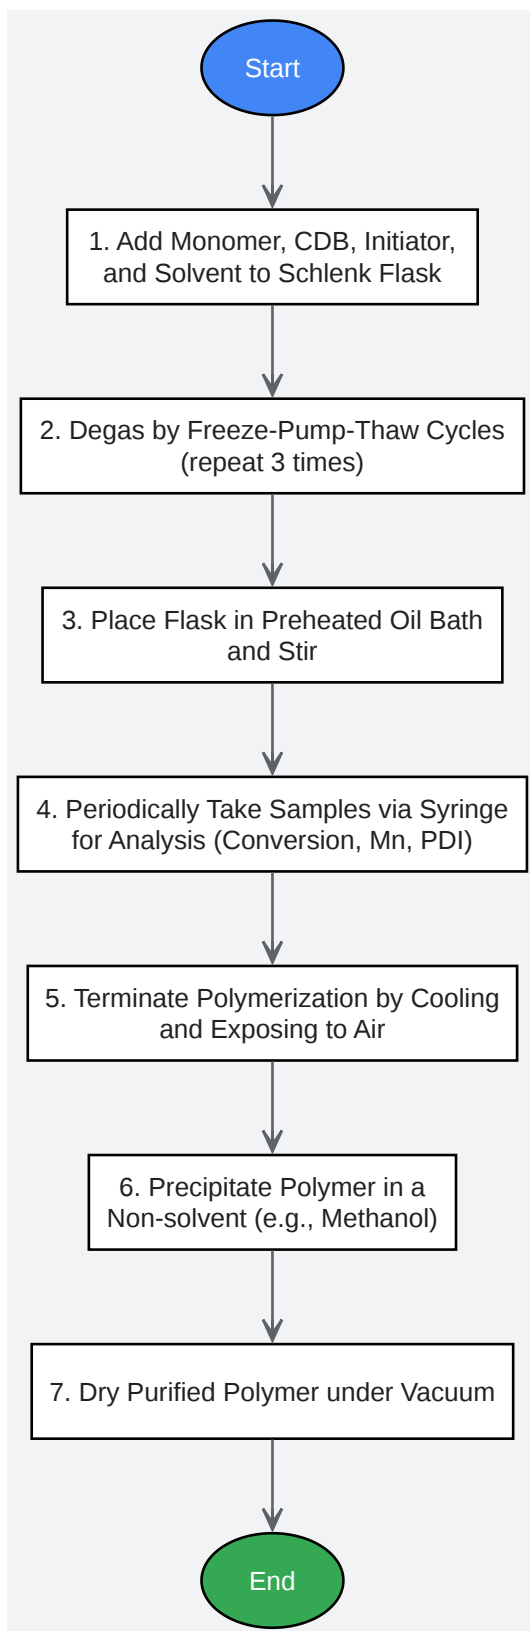 Start
1. Add Monomer, CDB, Initiator,
and Solvent to Schlenk Flask
2. Degas by Freeze-Pump-Thaw Cycles
(repeat 3 times)
3. Place Flask in Preheated Oil Bath
and Stir
4. Periodically Take Samples via Syringe
for Analysis (Conversion, Mn, PDI)
5. Terminate Polymerization by Cooling
and Exposing to Air
6. Precipitate Polymer in a
Non-solvent (e.g., Methanol)
7. Dry Purified Polymer under Vacuum
End